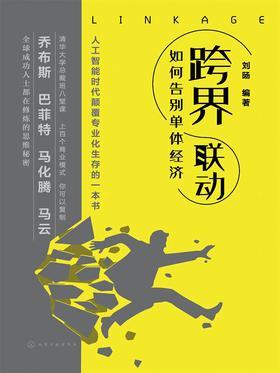 LINKAGE
刘旸 编著
跨界
联动
如何告别单体经济
人工智能时代颠覆专业化生存的一本书
清华大学总裁班八堂课 上百个商业模式 你可以复制
乔布斯 巴菲特 马化腾 马云
全球成功人士都在修炼的思维秘密